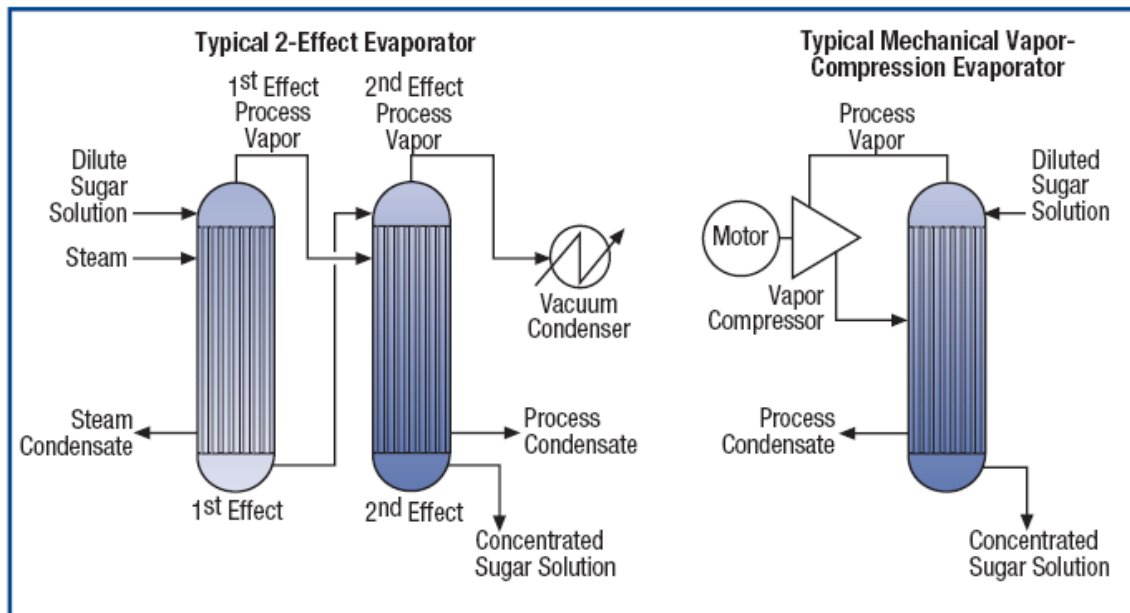 Typical 2-Effect Evaporator
1st Effect
Process
Vapor
2nd Effect
Process
Vapor
Dilute
Sugar
Solution
Steam
Vacuum
Condenser
Steam
Condensate
Process
Condensate
1st Effect
2nd Effect
Concentrated
Sugar Solution
Typical Mechanical Vapor-
Compression Evaporator
Process
Vapor
Diluted
Sugar
Solution
Motor
Vapor
Compressor
Process
Condensate
Concentrated
Sugar Solution